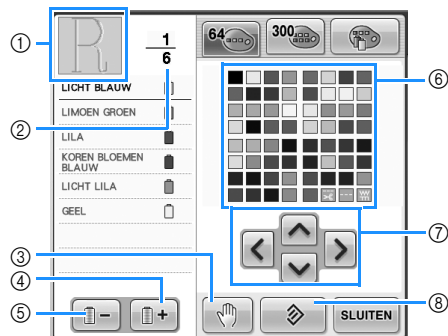 ①
1
6
64
300
LICHT BLAUW
②
⑥
LIMOEN GROEN
LILA
KOREN BLOEMEN
BLAUW
LICHT LILA
GEEL
③
⑦
④
⑤
⑧
−
+
SLUITEN